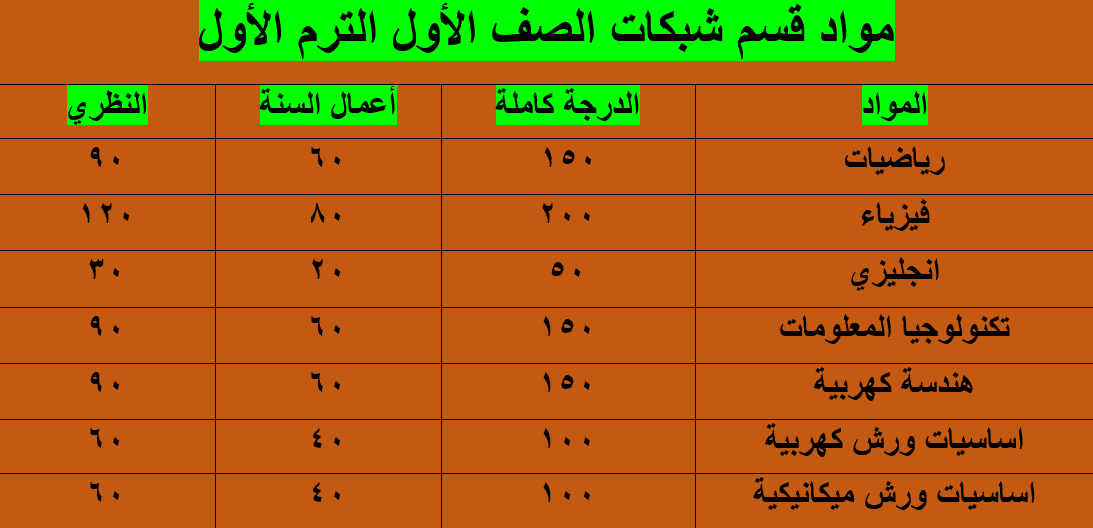 مواد قسم شبكات الصف الأول الترم الأول
المواد الدرجة كاملة أعمال السنة النظري
رياضيات ١٥٠ ٦٠ ٩٠
فيزياء ٢٠٠ ٨٠ ١٢٠
انجليزي ٥٠ ٢٠ ٣٠
تكنولوجيا المعلومات ١٥٠ ٦٠ ٩٠
هندسة كهربية ١٥٠ ٦٠ ٩٠
اساسيات ورش كهربية ١٠٠ ٤٠ ٦٠
اساسيات ورش ميكانيكية ١٠٠ ٤٠ ٦٠